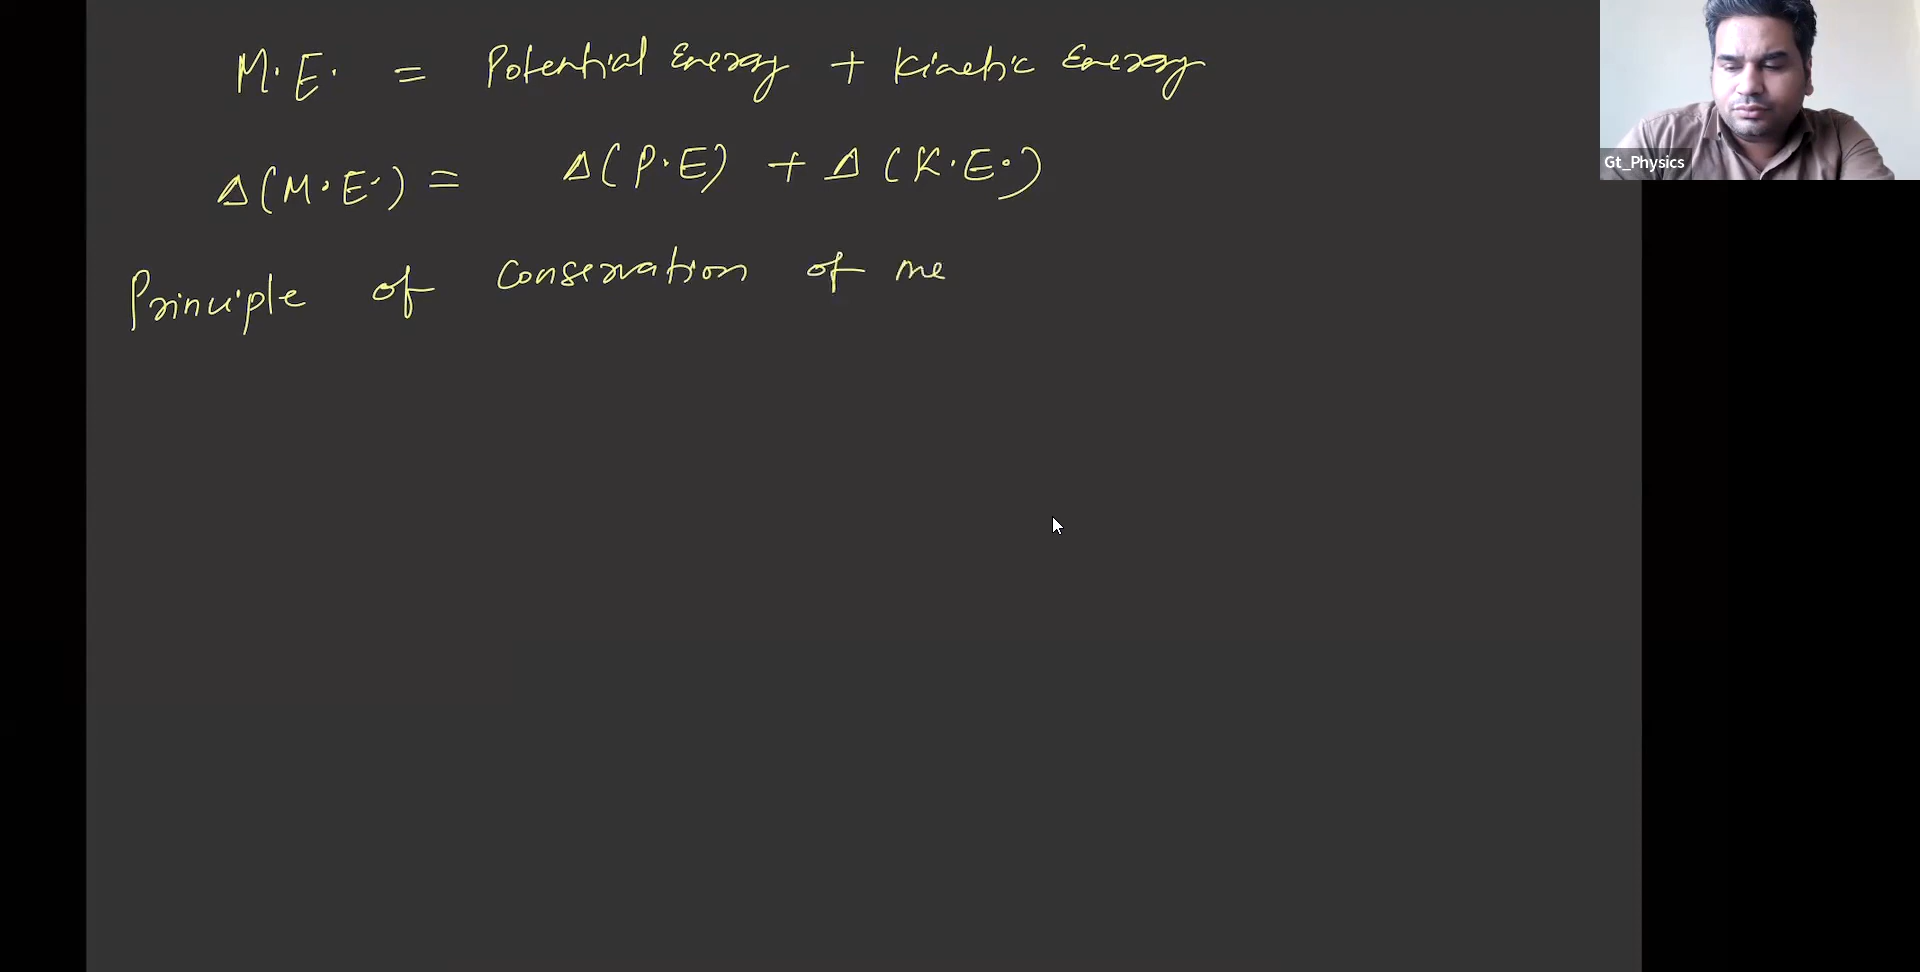 M.E. = Potential Energy + Kinetic Energy
Δ(M.E.) = Δ(P.E) + Δ(K.E.)
Principle of conservation of me
Gt_Physics